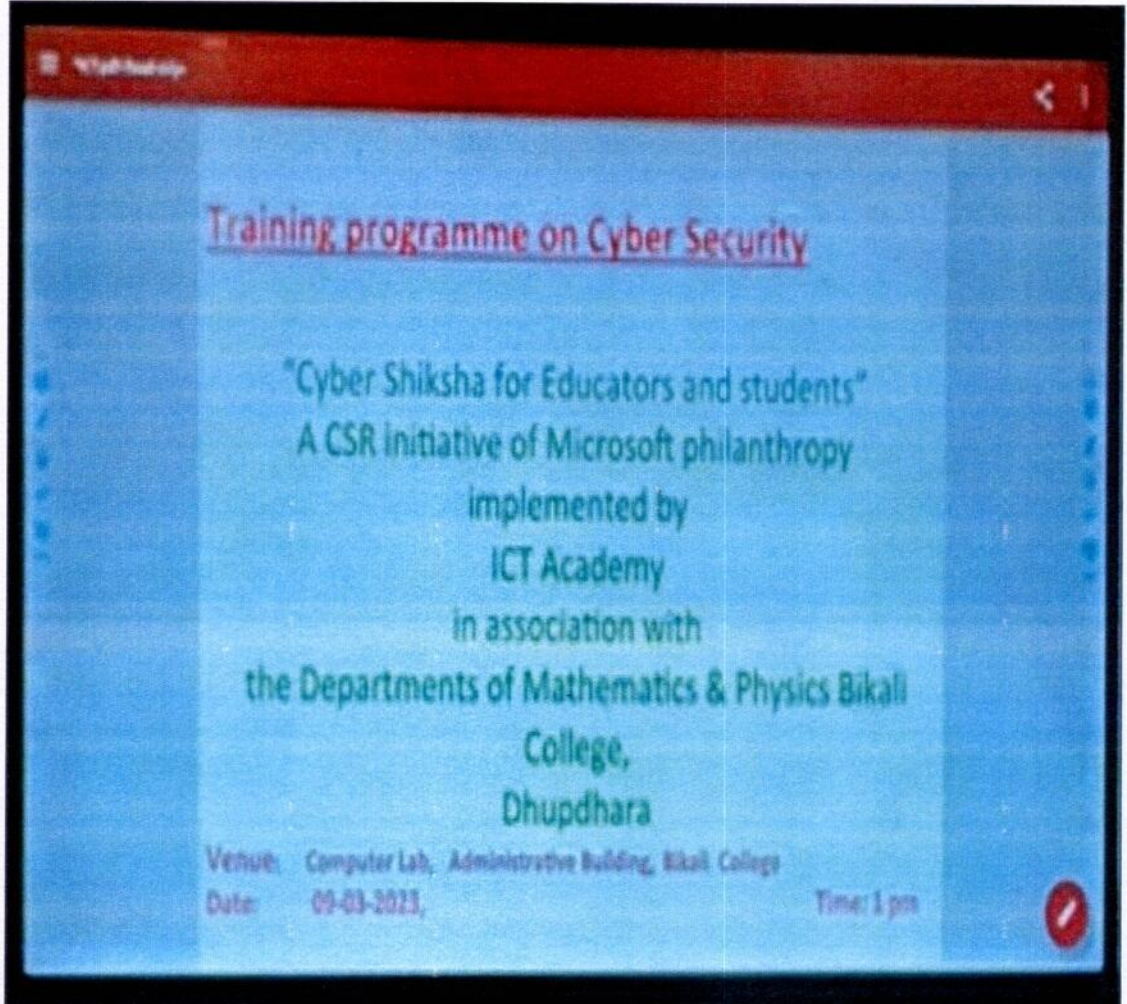 Training programme on Cyber Security
"Cyber Shiksha for Educators and students"
A CSR initiative of Microsoft philanthropy
implemented by
ICT Academy
in association with
the Departments of Mathematics & Physics Bikali
College,
Dhupdhara
Venue: Computer Lab, Administrative Building, Bikali College
Date: 09-03-2023, Time: 1 pm